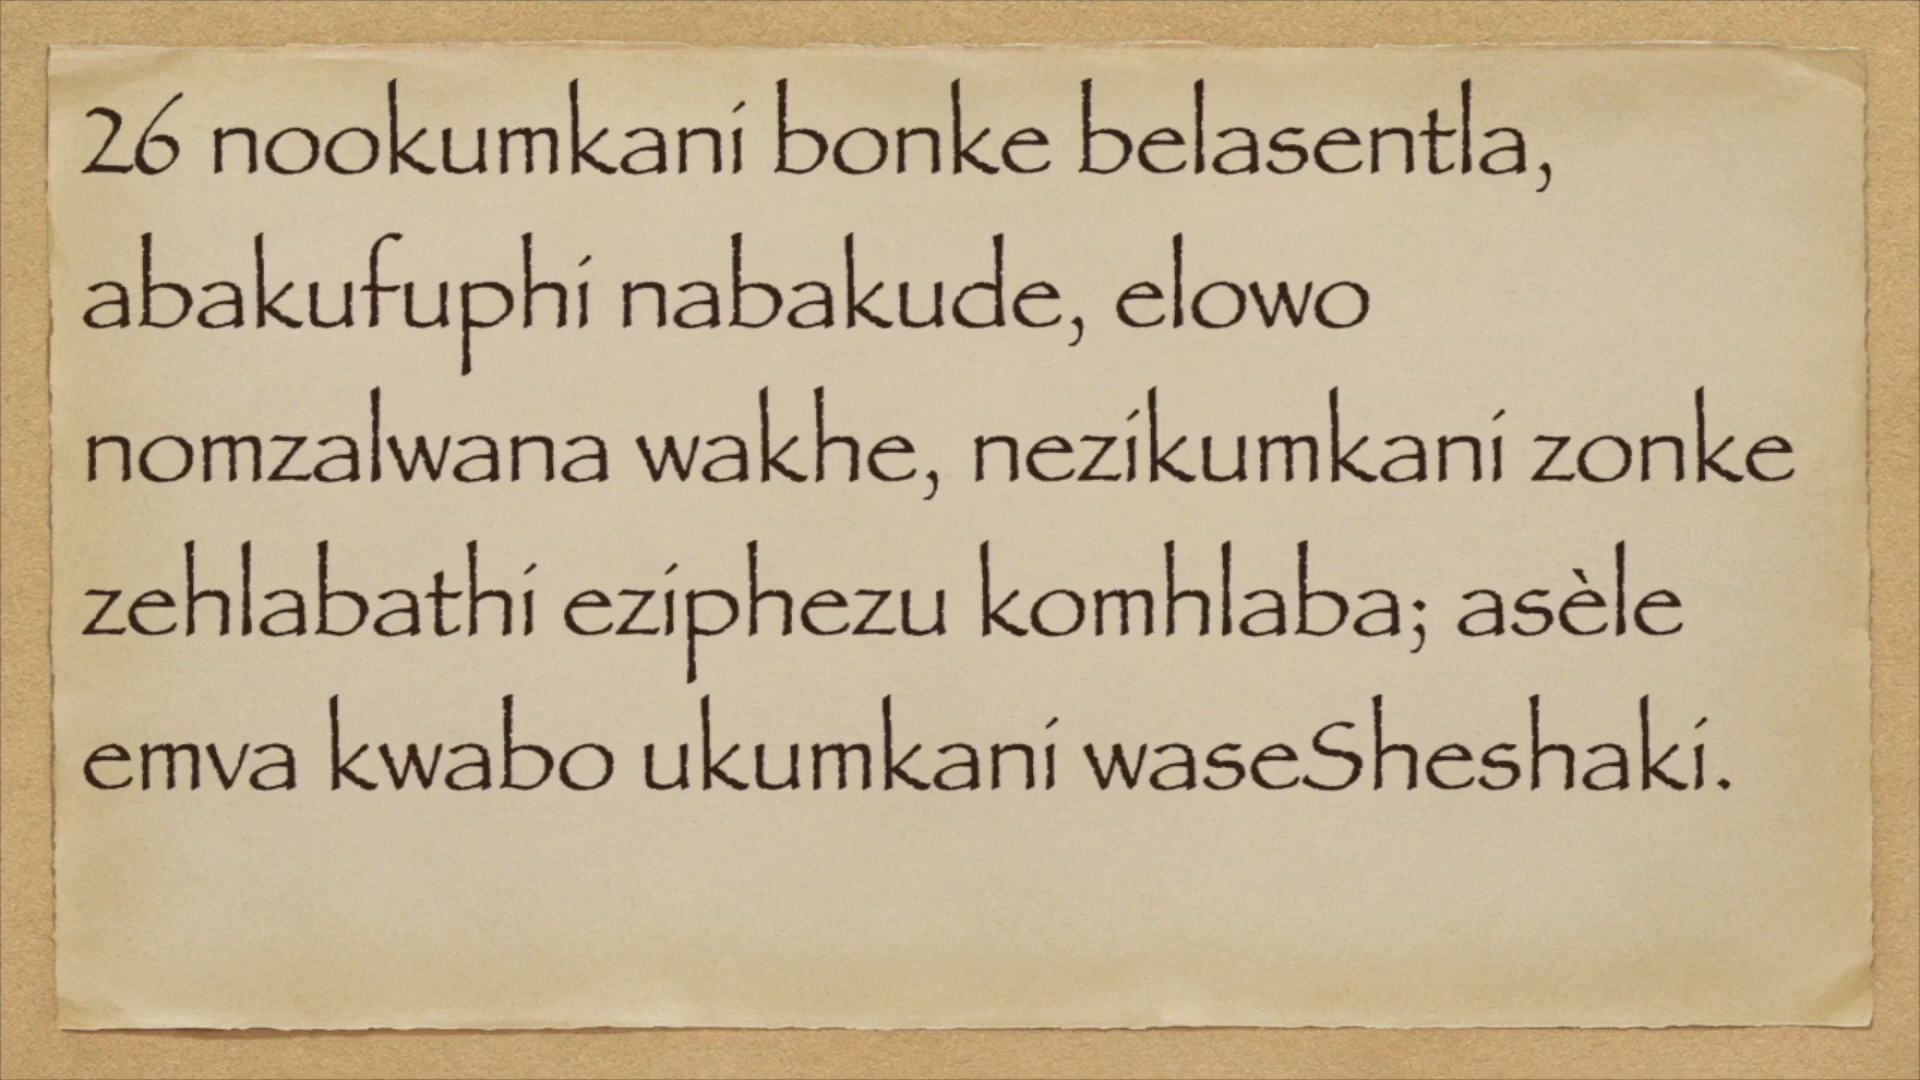 26 nookumkani bonke belasentla,
abakufuphi nabakude, elowo
nomzalwana wakhe, nezikumkani zonke
zehlabathi eziphezu komhlaba; asèle
emva kwabo ukumkani waseSheshaki.